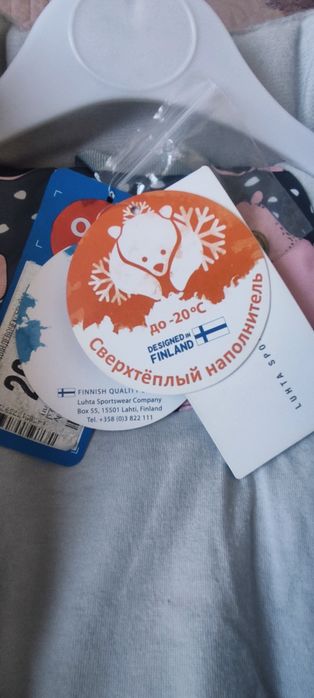 до -20°С
DESIGNED IN
FINLAND
Сверхтёплый наполнитель
FINNISH QUALITY
Luhta Sportswear Company
Box 55, 15501 Lahti, Finland
Tel. +358 (0)3 822 111
LUHTA SPO